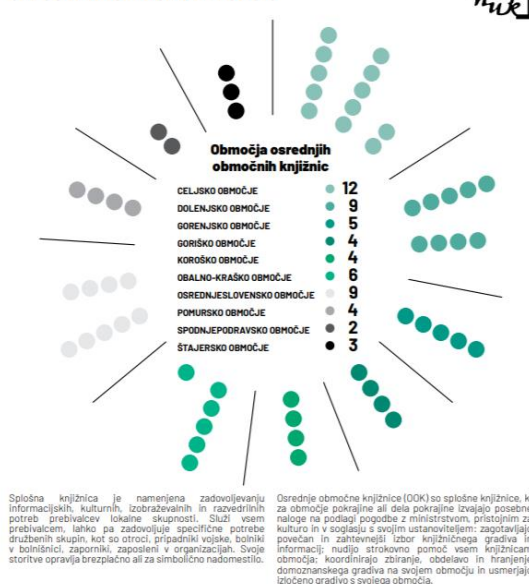 nuk
Območja osrednjih
območnih knjižnic
CELJSKO OBMOČJE 12
DOLENJSKO OBMOČJE 9
GORENJSKO OBMOČJE 5
GORIŠKO OBMOČJE 4
KOROŠKO OBMOČJE 4
OBALNO-KRAŠKO OBMOČJE 6
OSREDNJESLOVENSKO OBMOČJE 9
POMURSKO OBMOČJE 4
SPODNJEPODRAVSKO OBMOČJE 2
ŠTAJERSKO OBMOČJE 3
Splošna knjižnica je namenjena zadovoljevanju
informacijskih, kulturnih, izobraževalnih in razvedrilnih
potreb prebivalcev lokalne skupnosti. Služi vsem
prebivalcem, lahko pa zadovoljuje specifične potrebe
družbenih skupin, kot so otroci, pripadniki vojske, bolniki
v bolnišnici, zaporniki, zaposleni v organizacijah. Svoje
storitve opravlja brezplačno ali za simbolično nadomestilo.
Osrednje območne knjižnice (OOK) so splošne knjižnice, k
za območje pokrajine ali dela pokrajine izvajajo posebne
naloge na podlagi pogodbe z ministrstvom, pristojnim za
kulturo in v soglasju s svojim ustanoviteljem: zagotavljajo
povečan in zahtevnejši izbor knjižničnega gradiva in
informacij; nudijo strokovno pomoč vsem knjižnicam
območja; koordinirajo zbiranje, obdelavo in hranjenje
domoznanskega gradiva na svojem območju in usmerjajo
izločeno gradivo s svojega območja.